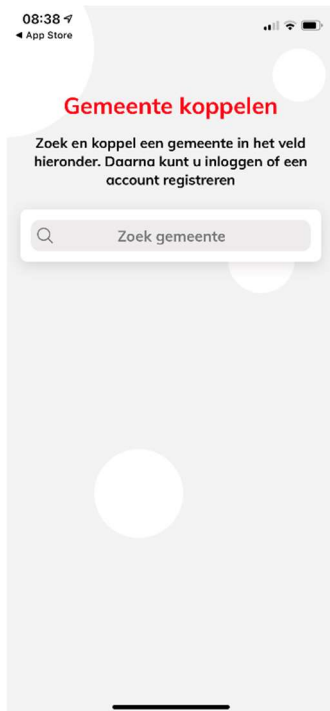 08:38
◀ App Store
Gemeente koppelen
Zoek en koppel een gemeente in het veld
hieronder. Daarna kunt u inloggen of een
account registreren
Zoek gemeente